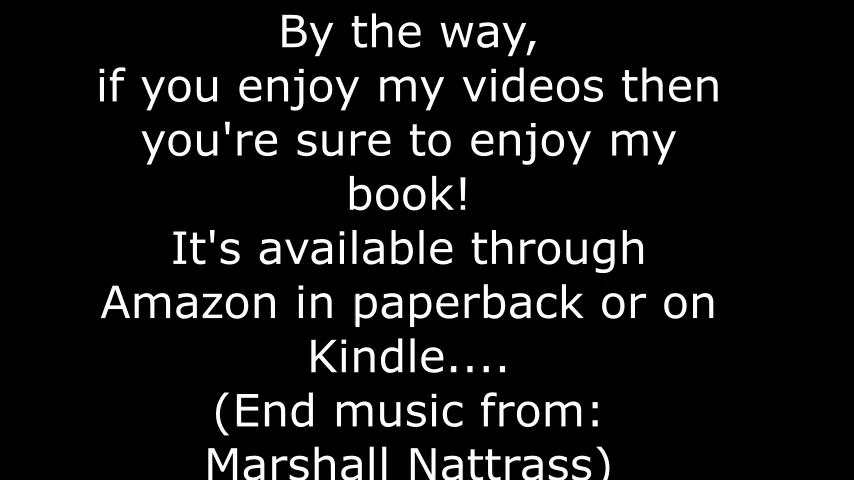 By the way,
if you enjoy my videos then
you're sure to enjoy my
book!
It's available through
Amazon in paperback or on
Kindle....
(End music from:
Marshall Nattrass)